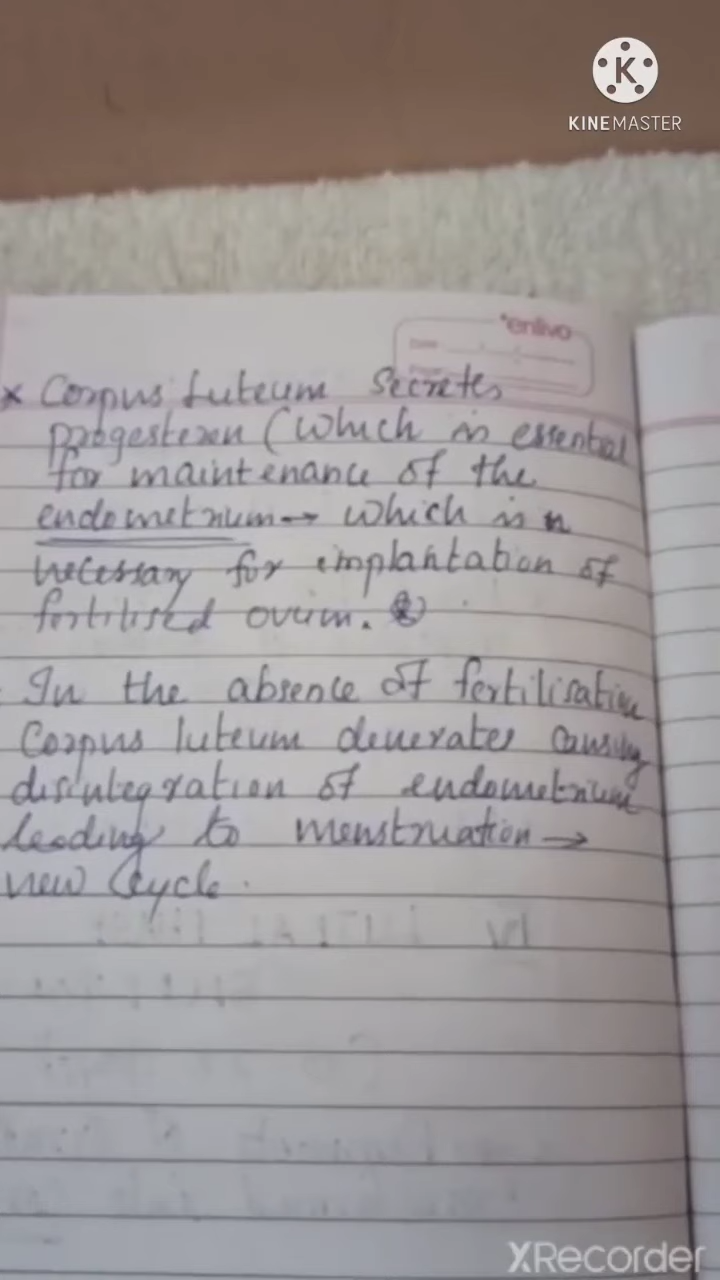 K
KINEMASTER
enlivo
Date
* Corpus luteum secretes
progesteron (which is essential
for maintenance of the
endometrium → which is
necessary for implantation of
fertilised ovum.
In the absence of fertilisation
Corpus luteum denerates causing
disintegration of endometrium
leading to menstruation →
new Cycle.
XRecorder